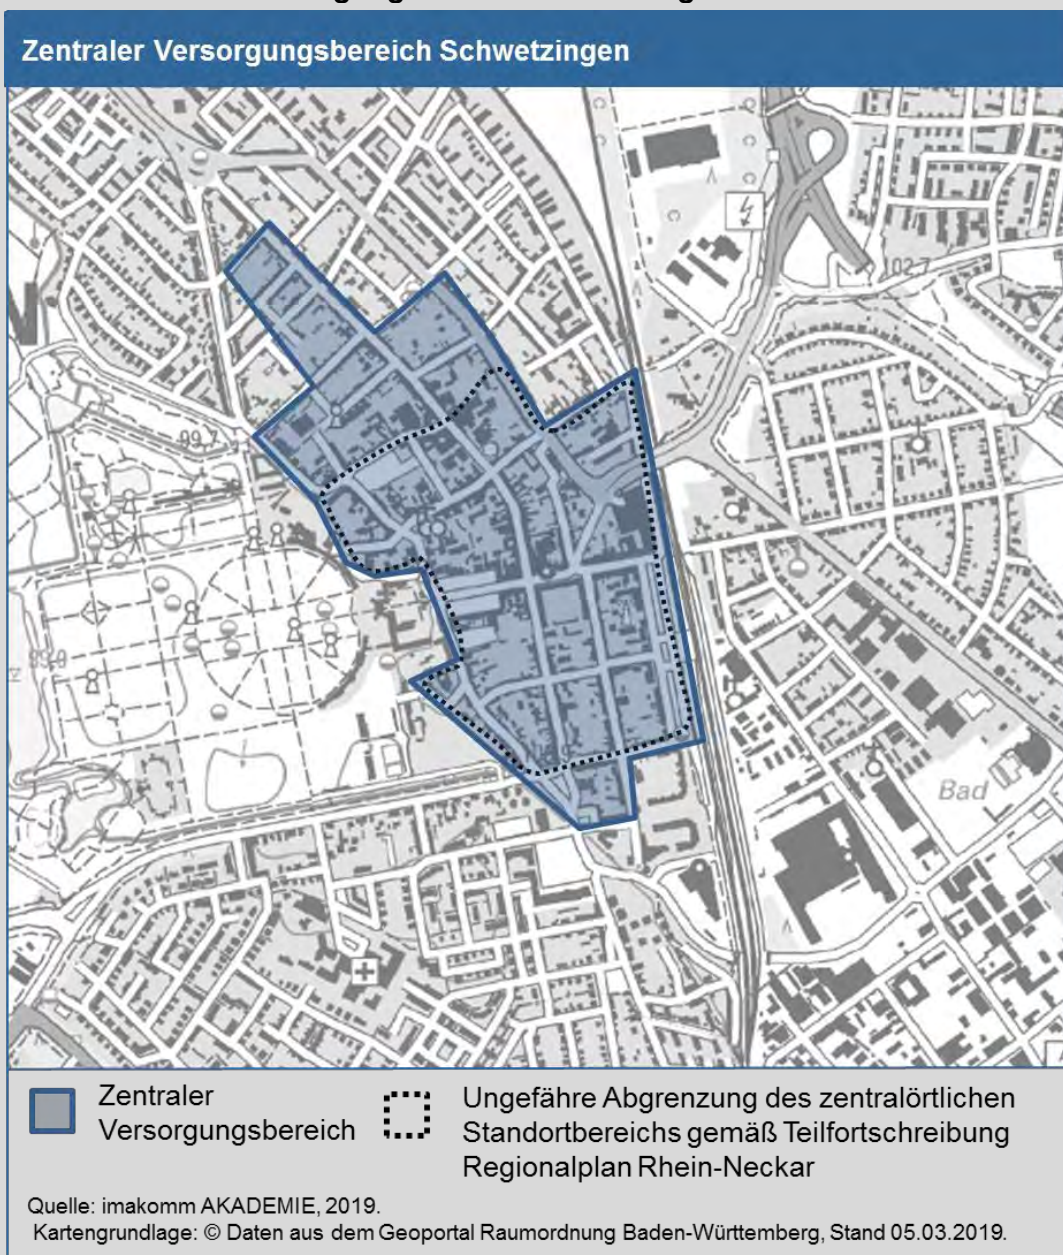 Zentraler Versorgungsbereich Schwetzingen
102,7
99,7
Bad
Zentraler
Versorgungsbereich
Ungefähre Abgrenzung des zentralörtlichen
Standortbereichs gemäß Teilfortschreibung
Regionalplan Rhein-Neckar
Quelle: imakomm AKADEMIE, 2019.
Kartengrundlage: © Daten aus dem Geoportal Raumordnung Baden-Württemberg, Stand 05.03.2019.